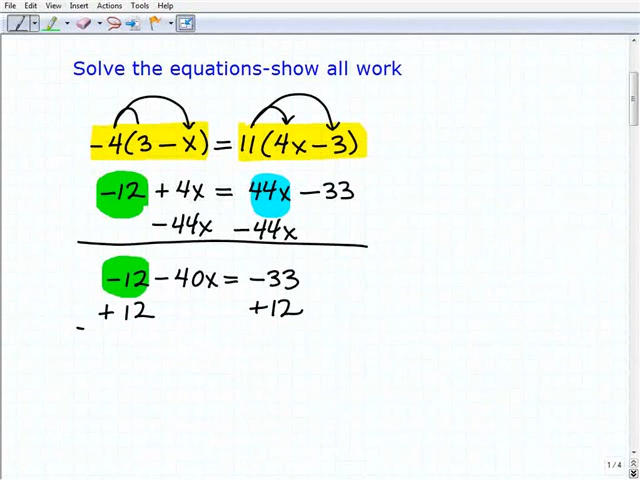 File Edit View Insert Actions Tools Help
Solve the equations-show all work
-4(3 - x) = 11(4x - 3)
-12 + 4x = 44x - 33
- 44x - 44x
-12 - 40x = -33
+ 12 + 12
1 / 4